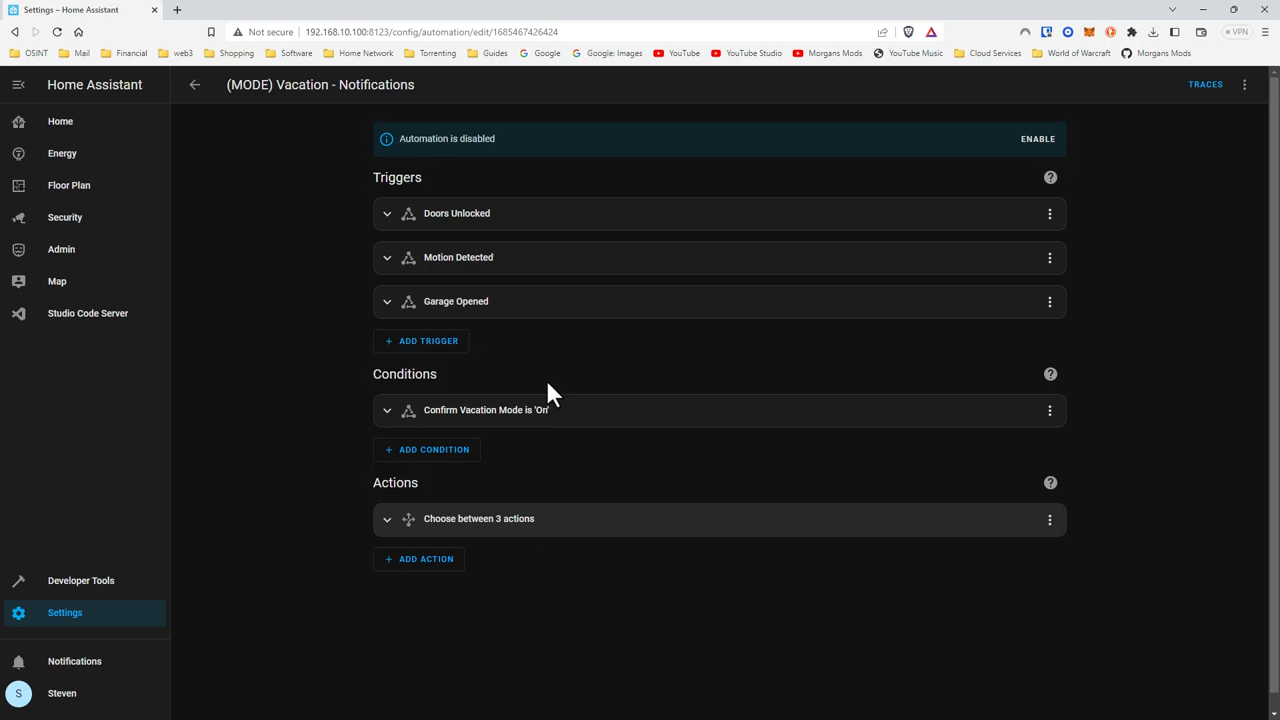 Settings – Home Assistant
Not secure 192.168.10.100:8123/config/automation/edit/1685467426424 VPN
OSINT Mail Financial web3 Shopping Software Home Network Torrenting Guides Google Google: Images YouTube YouTube Studio Morgans Mods YouTube Music Cloud Services World of Warcraft Morgans Mods
Home Assistant
(MODE) Vacation - Notifications
TRACES
Home
Energy
Floor Plan
Security
Admin
Map
Studio Code Server
Developer Tools
Settings
Notifications
S Steven
Automation is disabled ENABLE
Triggers
Doors Unlocked
Motion Detected
Garage Opened
+ ADD TRIGGER
Conditions
Confirm Vacation Mode is 'On'
+ ADD CONDITION
Actions
Choose between 3 actions
+ ADD ACTION